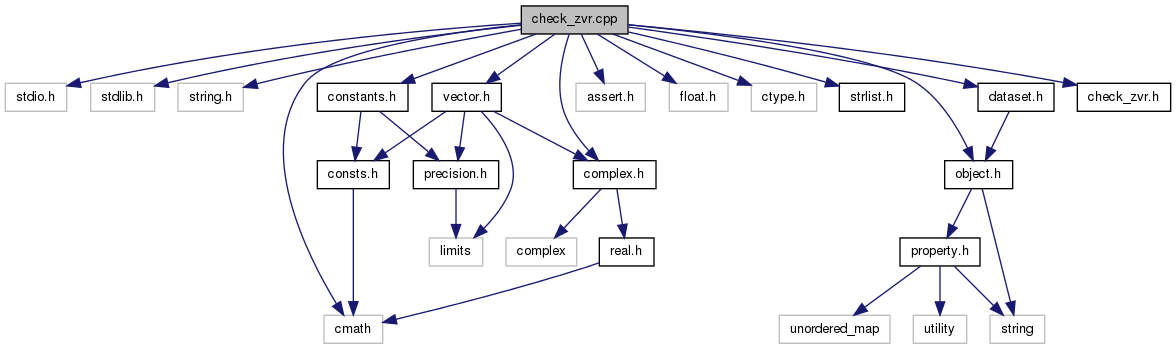 check_zvr.cpp
stdio.h
stdlib.h
string.h
constants.h
vector.h
assert.h
float.h
ctype.h
strlist.h
dataset.h
check_zvr.h
consts.h
precision.h
complex.h
object.h
limits
complex
real.h
property.h
cmath
unordered_map
utility
string